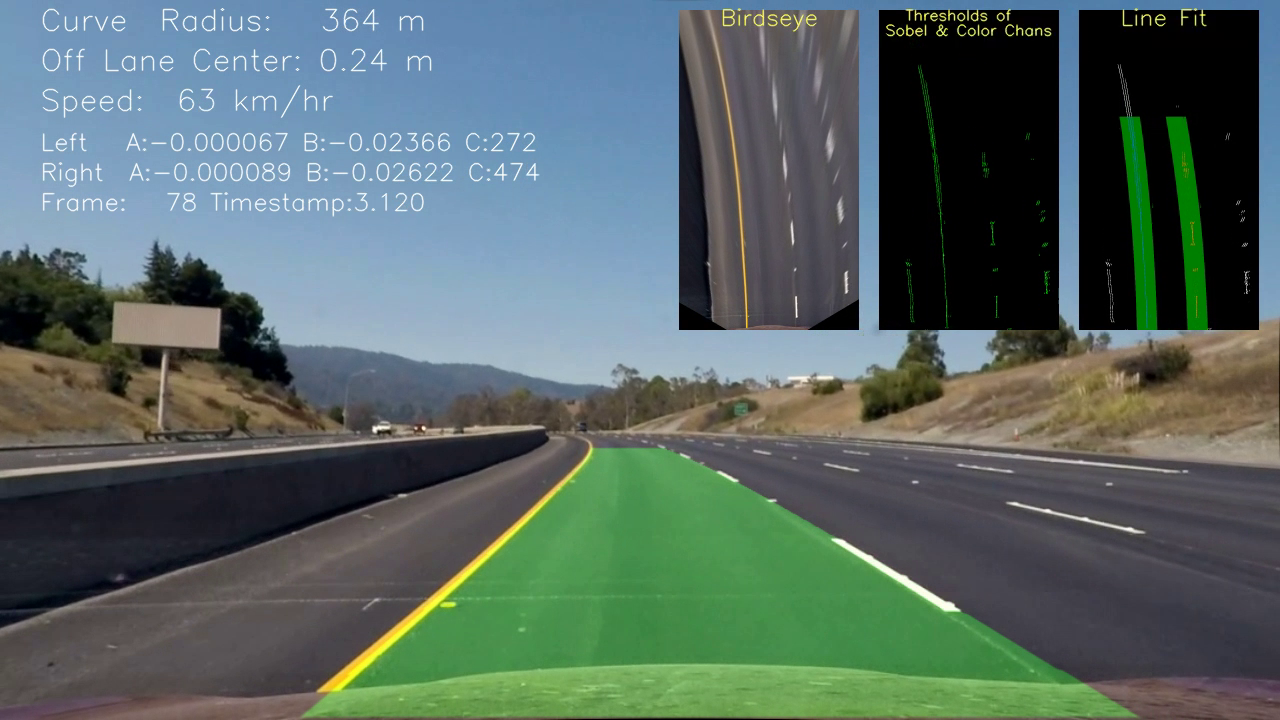 Curve Radius: 364 m
Off Lane Center: 0.24 m
Speed: 63 km/hr
Left A:-0.000067 B:-0.02366 C:272
Right A:-0.000089 B:-0.02622 C:474
Frame: 78 Timestamp:3.120
Birdseye
Thresholds of
Sobel & Color Chans
Line Fit